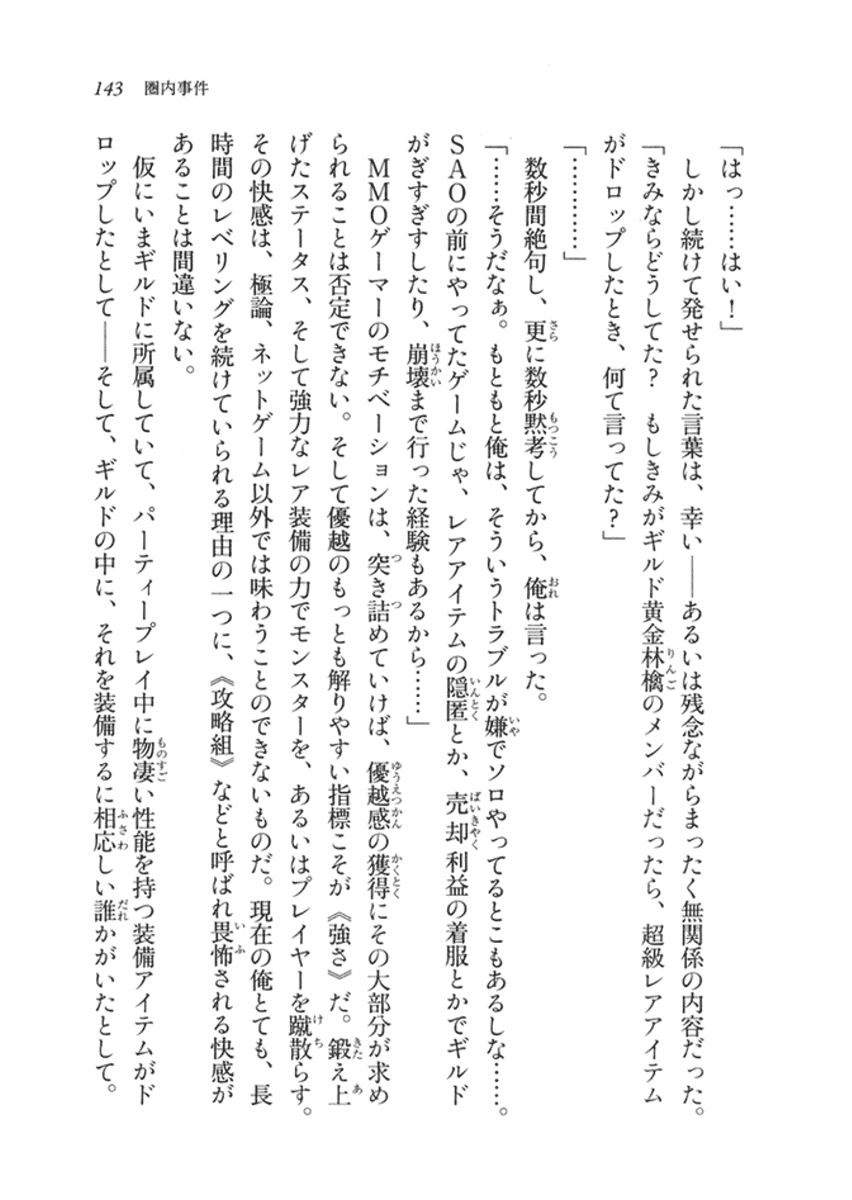 143 圏内事件
「はっ……はい！」
しかし続けて発せられた言葉は、幸い――あるいは残念ながらまったく無関係の内容だった。
「きみならどうしてた？　もしきみがギルド黄金林檎のメンバーだったら、超級レアアイテム
がドロップしたとき、何て言ってた？」
「…………」
数秒間絶句し、更に数秒黙考してから、俺は言った。
「……そうだなぁ。もともと俺は、そういうトラブルが嫌でソロやってるとこもあるしな……。
SAOの前にやってたゲームじゃ、レアアイテムの隠匿とか、売却利益の着服とかでギルド
がぎすぎすしたり、崩壊まで行った経験もあるから……」
MMOゲーマーのモチベーションは、突き詰めていけば、優越感の獲得にその大部分が求め
られることは否定できない。そして優越のもっとも解りやすい指標こそが《強さ》だ。鍛え上
げたステータス、そして強力なレア装備の力でモンスターを、あるいはプレイヤーを蹴散らす。
その快感は、極論、ネットゲーム以外では味わうことのできないものだ。現在の俺とても、長
時間のレベリングを続けていられる理由の一つに、《攻略組》などと呼ばれ畏怖される快感が
あることは間違いない。
仮にいまギルドに所属していて、パーティープレイ中に物凄い性能を持つ装備アイテムがド
ロップしたとして――そして、ギルドの中に、それを装備するに相応しい誰かがいたとして。